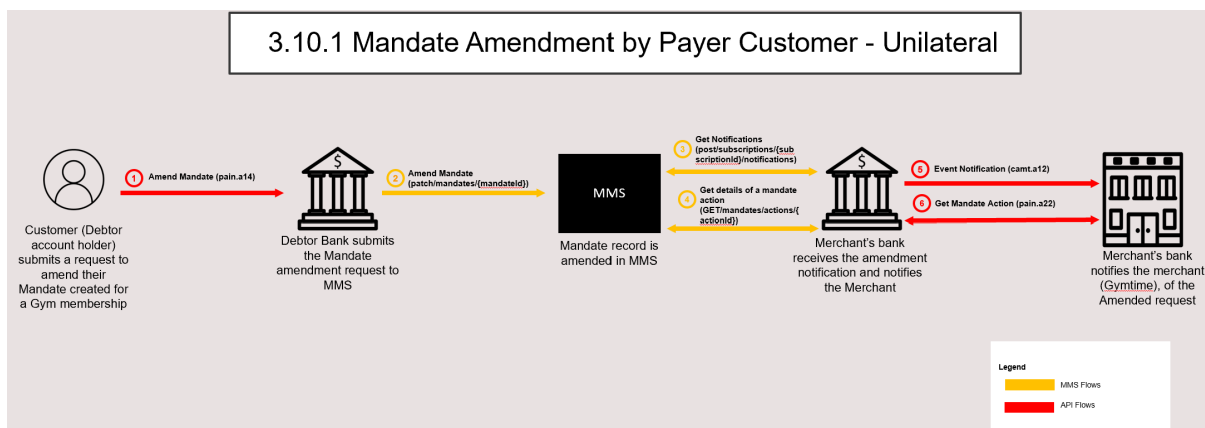 3.10.1 Mandate Amendment by Payer Customer - Unilateral
1 Amend Mandate (pain.a14)
Customer (Debtor
account holder)
submits a request to
amend their
Mandate created for
a Gym membership
$
Debtor Bank submits
the Mandate
amendment request to
MMS
2 Amend Mandate
(patch/mandates/{mandateId})
MMS
Mandate record is
amended in MMS
3 Get Notifications
(post/subscriptions/{sub
scriptionId}/notifications)
4 Get details of a mandate
action
(GET/mandates/actions/{
actionId})
$
Merchant's bank
receives the amendment
notification and notifies
the Merchant
5 Event Notification (camt.a12)
6 Get Mandate Action (pain.a22)
Merchant's bank
notifies the merchant
(Gymtime), of the
Amended request
Legend
MMS Flows
API Flows